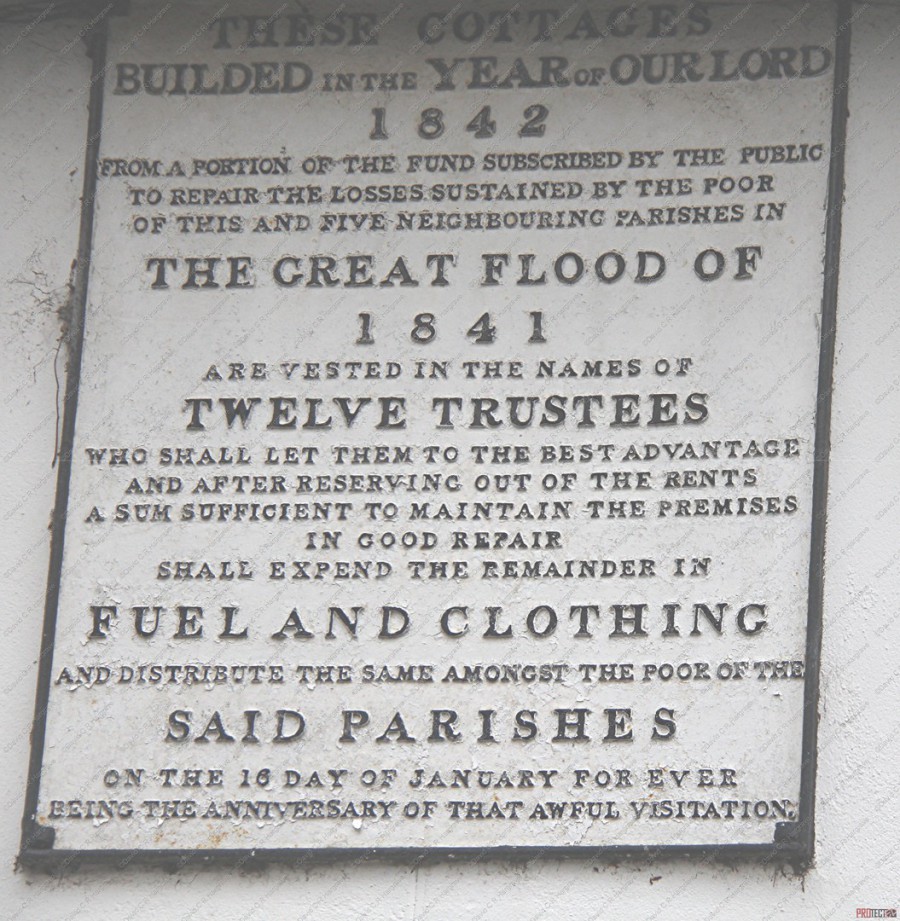 THESE COTTAGES
BUILDED IN THE YEAR OF OUR LORD
1842
FROM A PORTION OF THE FUND SUBSCRIBED BY THE PUBLIC
TO REPAIR THE LOSSES SUSTAINED BY THE POOR
OF THIS AND FIVE NEIGHBOURING PARISHES IN
THE GREAT FLOOD OF
1841
ARE VESTED IN THE NAMES OF
TWELVE TRUSTEES
WHO SHALL LET THEM TO THE BEST ADVANTAGE
AND AFTER RESERVING OUT OF THE RENTS
A SUM SUFFICIENT TO MAINTAIN THE PREMISES
IN GOOD REPAIR
SHALL EXPEND THE REMAINDER IN
FUEL AND CLOTHING
AND DISTRIBUTE THE SAME AMONGST THE POOR OF THE
SAID PARISHES
ON THE 16 DAY OF JANUARY FOR EVER
BEING THE ANNIVERSARY OF THAT AWFUL VISITATION.